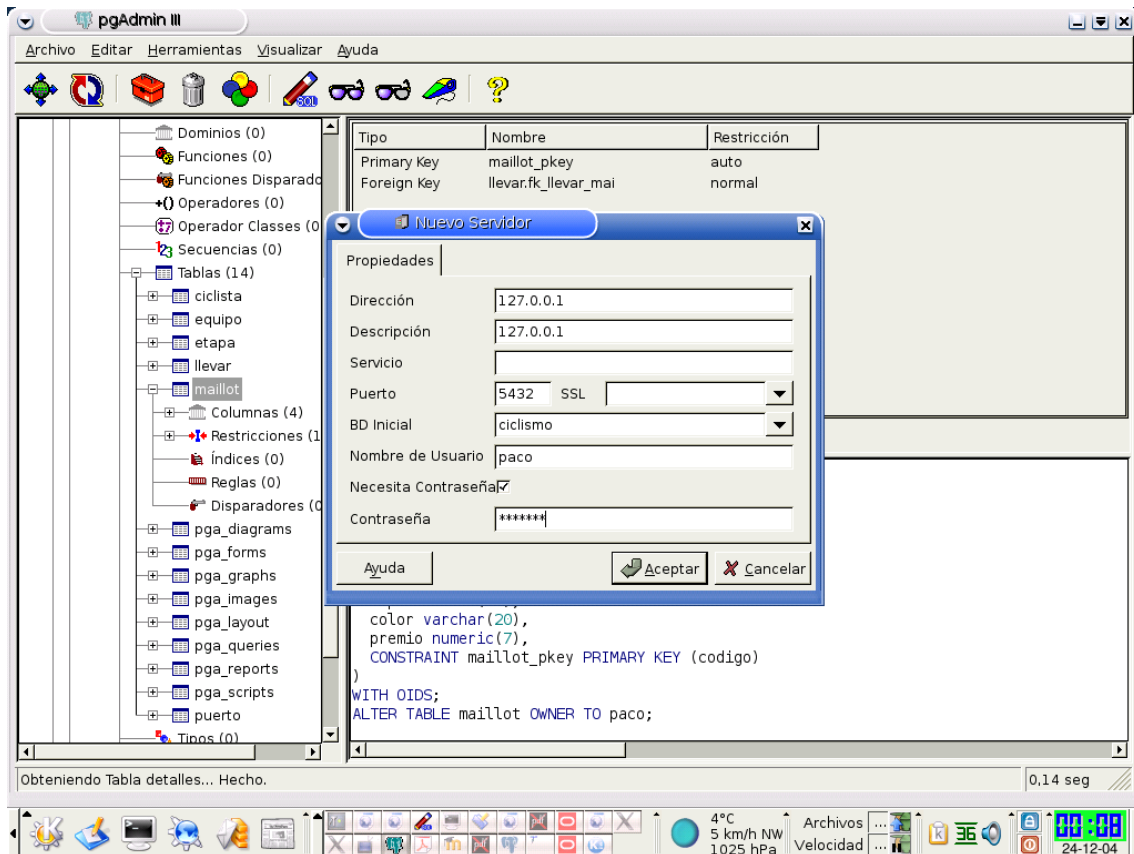 pgAdmin III
Archivo Editar Herramientas Visualizar Ayuda
SQL
Dominios (0)
Funciones (0)
Funciones Disparado
Operadores (0)
Operador Classes (0
Secuencias (0)
Tablas (14)
ciclista
equipo
etapa
llevar
maillot
Columnas (4)
Restricciones (1
Índices (0)
Reglas (0)
Disparadores (0
pga_diagrams
pga_forms
pga_graphs
pga_images
pga_layout
pga_queries
pga_reports
pga_scripts
puerto
Tipos (0)
Tipo Nombre Restricción
Primary Key maillot_pkey auto
Foreign Key llevar.fk_llevar_mai normal
Nuevo Servidor
Propiedades
Dirección 127.0.0.1
Descripción 127.0.0.1
Servicio
Puerto 5432 SSL
BD Inicial ciclismo
Nombre de Usuario paco
Necesita Contraseña
Contraseña *******
Ayuda Aceptar Cancelar
color varchar(20),
premio numeric(7),
CONSTRAINT maillot_pkey PRIMARY KEY (codigo)
)
WITH OIDS;
ALTER TABLE maillot OWNER TO paco;
Obteniendo Tabla detalles... Hecho. 0,14 seg
4°C
5 km/h NW
1025 hPa
Archivos ...
Velocidad ...
00:08
24-12-04